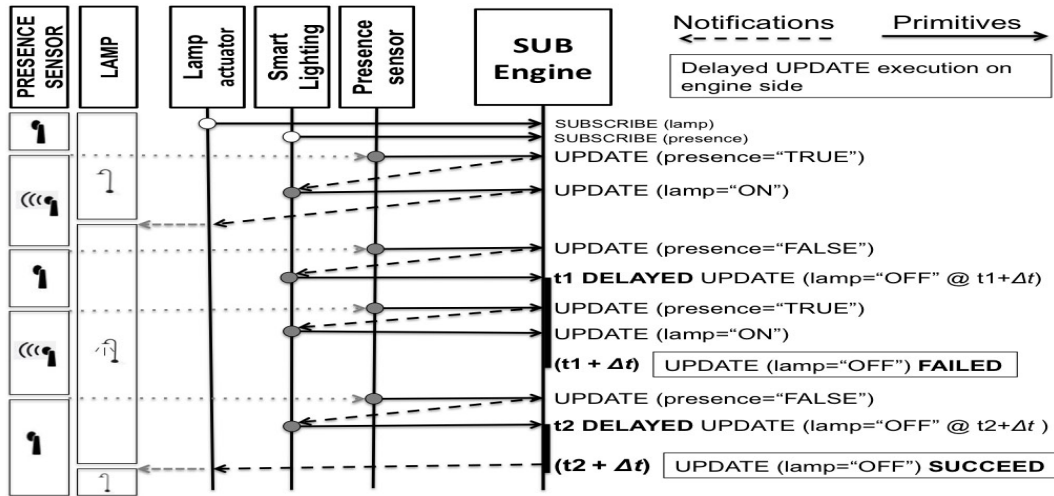 PRESENCE
SENSOR
LAMP
Lamp
actuator
Smart
Lighting
Presence
sensor
SUB
Engine
Notifications
Primitives
Delayed UPDATE execution on
engine side
SUBSCRIBE (lamp)
SUBSCRIBE (presence)
UPDATE (presence=“TRUE”)
UPDATE (lamp=“ON”)
UPDATE (presence=“FALSE”)
t1 DELAYED UPDATE (lamp=“OFF” @ t1+Δt)
UPDATE (presence=“TRUE”)
UPDATE (lamp=“ON”)
(t1 + Δt) UPDATE (lamp=“OFF”) FAILED
UPDATE (presence=“FALSE”)
t2 DELAYED UPDATE (lamp=“OFF” @ t2+Δt )
(t2 + Δt) UPDATE (lamp=“OFF”) SUCCEED